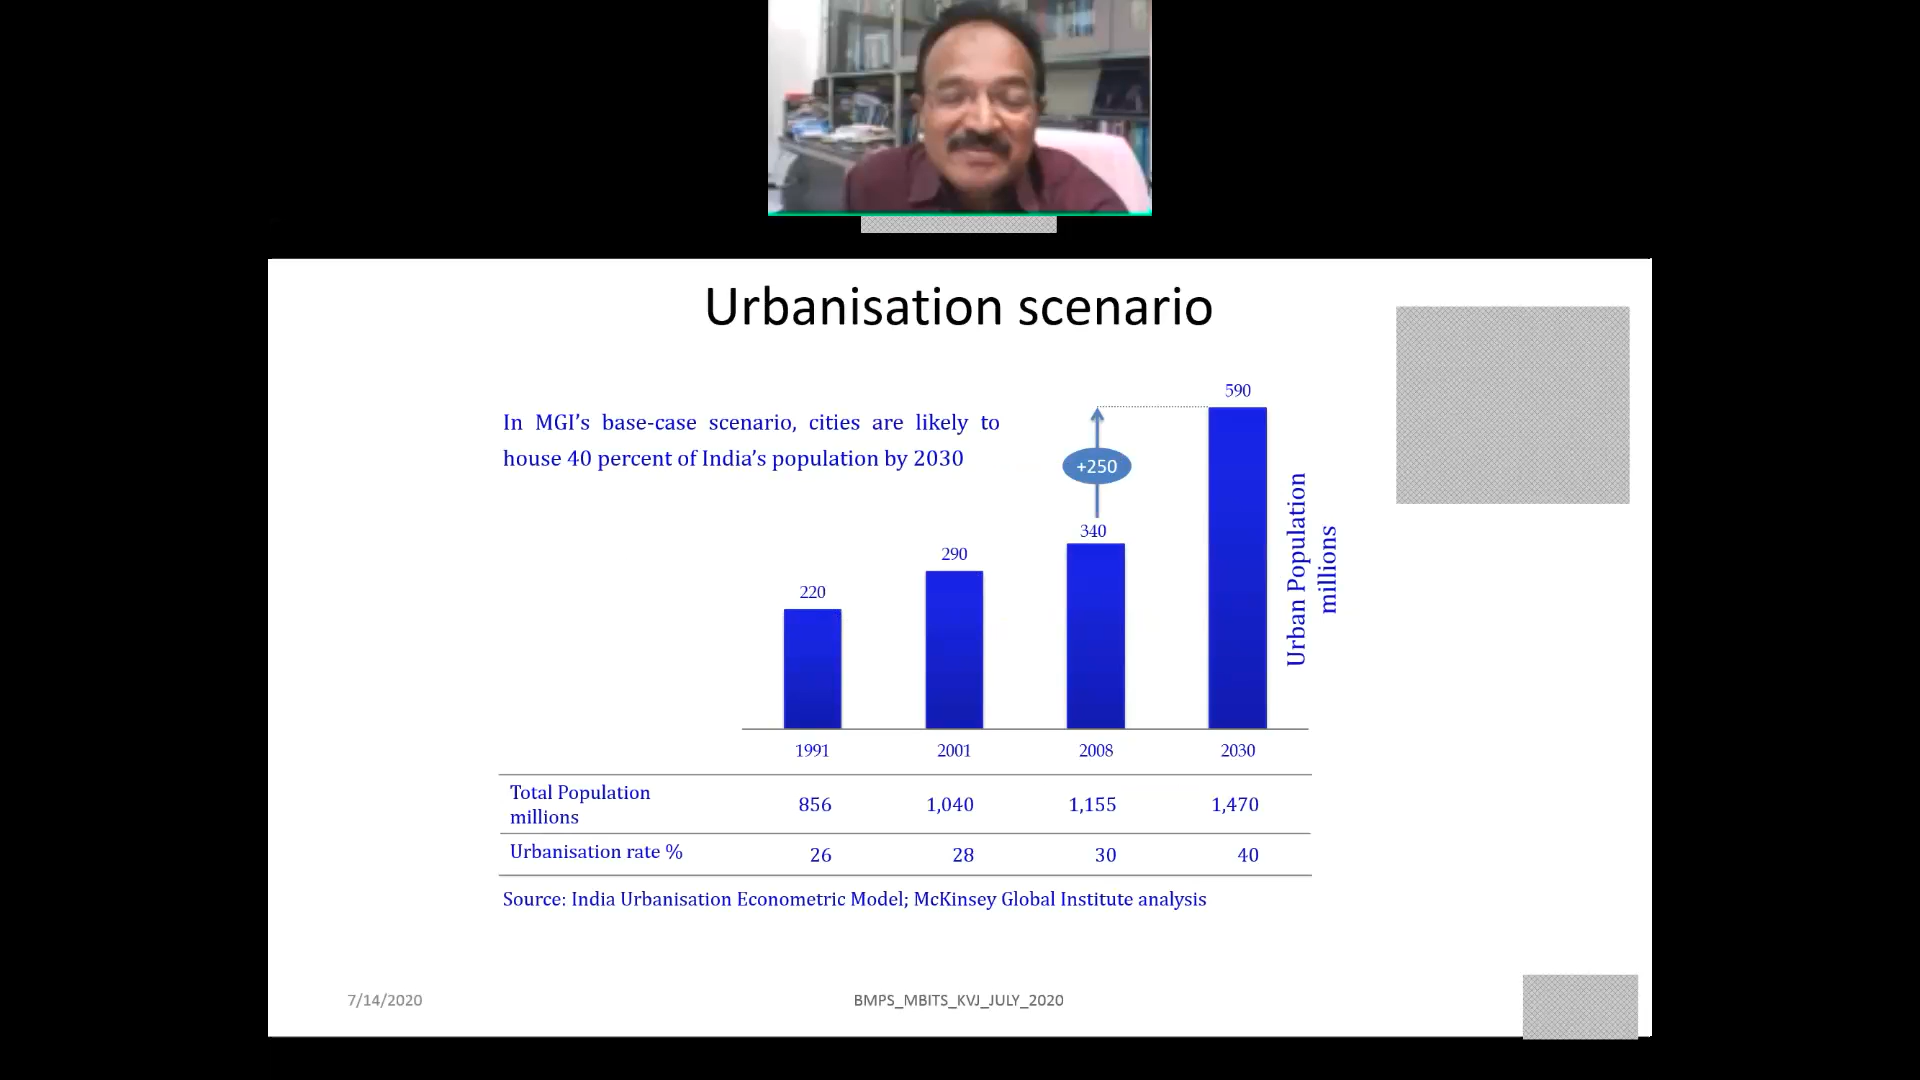 Urbanisation scenario
In MGI’s base-case scenario, cities are likely to
house 40 percent of India’s population by 2030
590
+250
340
290
220
Urban Population
millions
1991 2001 2008 2030
Total Population
millions
856 1,040 1,155 1,470
Urbanisation rate % 26 28 30 40
Source: India Urbanisation Econometric Model; McKinsey Global Institute analysis
7/14/2020 BMPS_MBITS_KVJ_JULY_2020